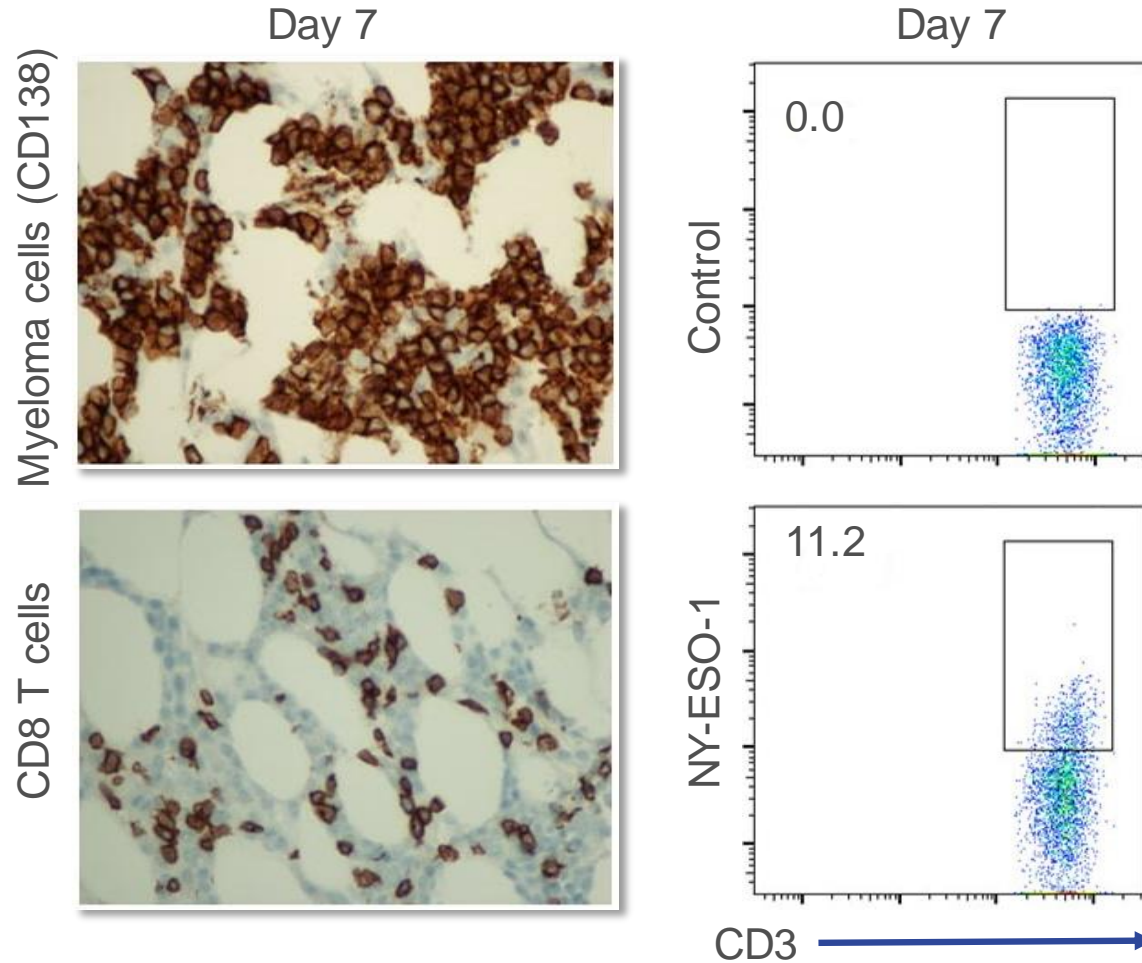 Day 7
Day 7
Myeloma cells (CD138)
Control
0.0
CD8 T cells
NY-ESO-1
11.2
CD3